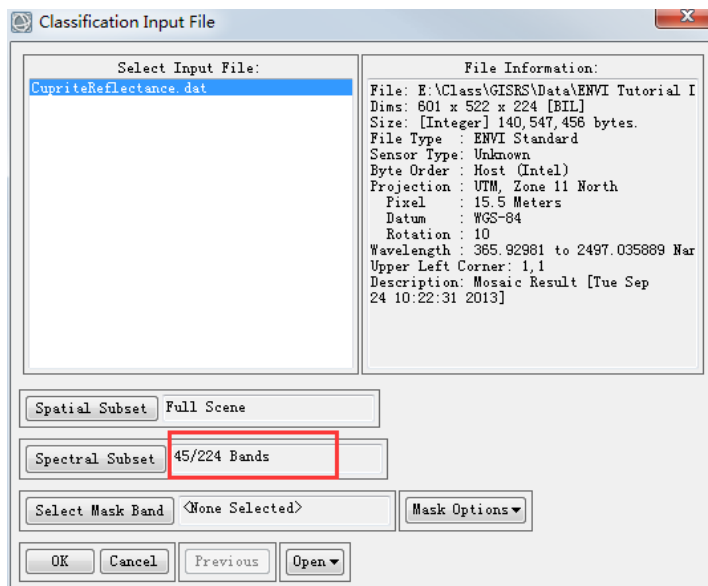 Classification Input File
X
Select Input File:
CupriteReflectance.dat
File Information:
File: E:\Class\GISRS\Data\ENVI Tutorial I
Dims: 601 x 522 x 224 [BIL]
Size: [Integer] 140,547,456 bytes.
File Type : ENVI Standard
Sensor Type: Unknown
Byte Order : Host (Intel)
Projection : UTM, Zone 11 North
Pixel : 15.5 Meters
Datum : WGS-84
Rotation : 10
Wavelength : 365.92981 to 2497.035889 Nar
Upper Left Corner: 1,1
Description: Mosaic Result [Tue Sep
24 10:22:31 2013]
Spatial Subset Full Scene
Spectral Subset 45/224 Bands
Select Mask Band <None Selected> Mask Options
OK Cancel Previous Open